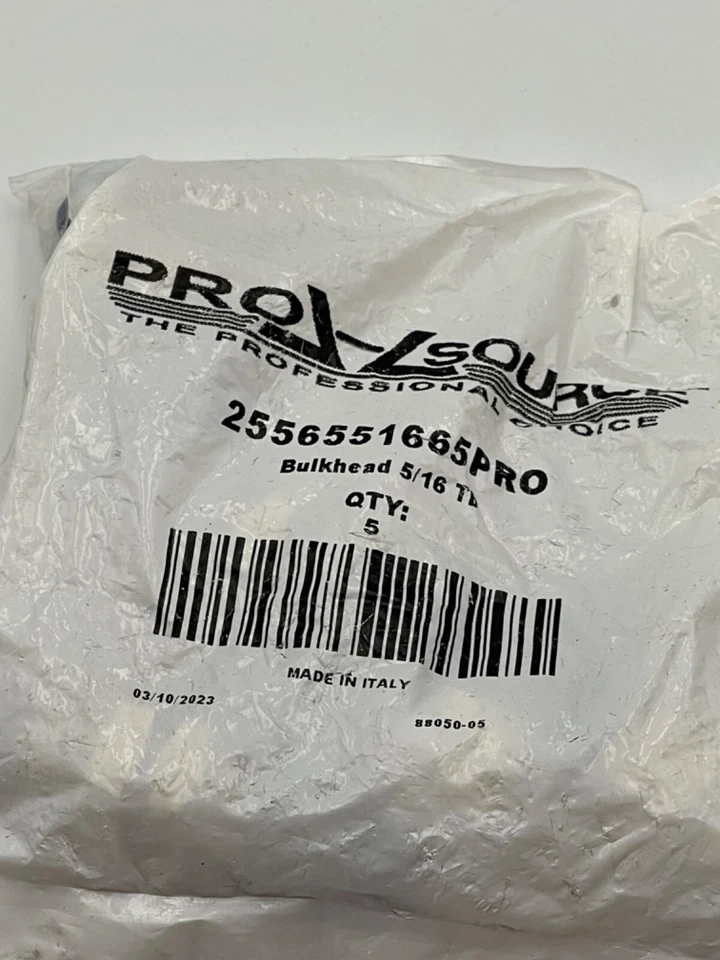 PRO SOURCE
THE PROFESSIONAL CHOICE
2556551665PRO
Bulkhead 5/16
QTY:
5
MADE IN ITALY
03/10/2023
88050-05